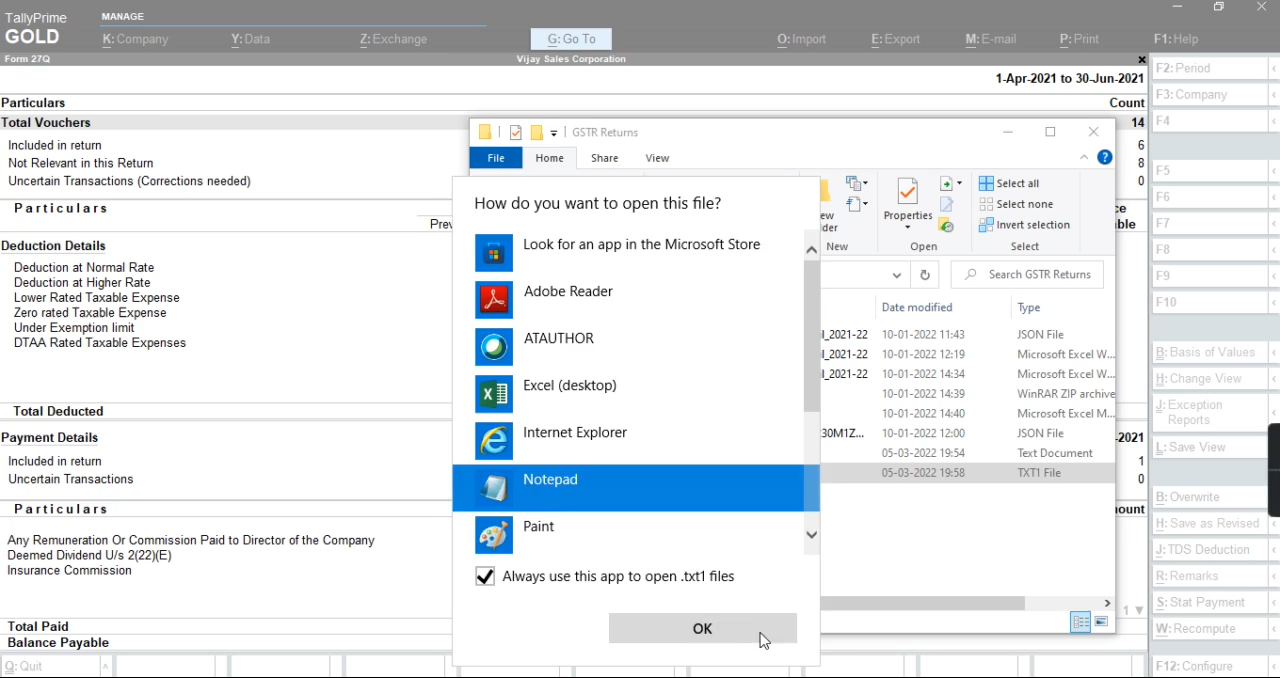 TallyPrime MANAGE
GOLD K: Company Y: Data Z: Exchange G: Go To O: Import E: Export M: E-mail P: Print F1: Help
Form 27Q Vijay Sales Corporation
1-Apr-2021 to 30-Jun-2021
Particulars Count
Total Vouchers 14
Included in return 6
Not Relevant in this Return 8
Uncertain Transactions (Corrections needed) 0
Particulars
Deduction Details
Deduction at Normal Rate
Deduction at Higher Rate
Lower Rated Taxable Expense
Zero rated Taxable Expense
Under Exemption limit
DTAA Rated Taxable Expenses
Total Deducted
Payment Details
Included in return 1
Uncertain Transactions 0
Particulars
Any Remuneration Or Commission Paid to Director of the Company
Deemed Dividend U/s 2(22)(E)
Insurance Commission
Total Paid
Balance Payable
Q: Quit
GSTR Returns
File Home Share View
Properties
Select all
Select none
Invert selection
New Open Select
Search GSTR Returns
Date modified Type
l_2021-22 10-01-2022 11:43 JSON File
l_2021-22 10-01-2022 12:19 Microsoft Excel W...
l_2021-22 10-01-2022 14:34 Microsoft Excel W...
10-01-2022 14:39 WinRAR ZIP archive
10-01-2022 14:40 Microsoft Excel M...
30M1Z... 10-01-2022 12:00 JSON File
05-03-2022 19:54 Text Document
05-03-2022 19:58 TXT1 File
How do you want to open this file?
Look for an app in the Microsoft Store
Adobe Reader
ATAUTHOR
Excel (desktop)
Internet Explorer
Notepad
Paint
Always use this app to open .txt1 files
OK
F2: Period
F3: Company
F4
F5
F6
F7
F8
F9
F10
B: Basis of Values
H: Change View
J: Exception
Reports
L: Save View
B: Overwrite
H: Save as Revised
J: TDS Deduction
R: Remarks
S: Stat Payment
W: Recompute
F12: Configure